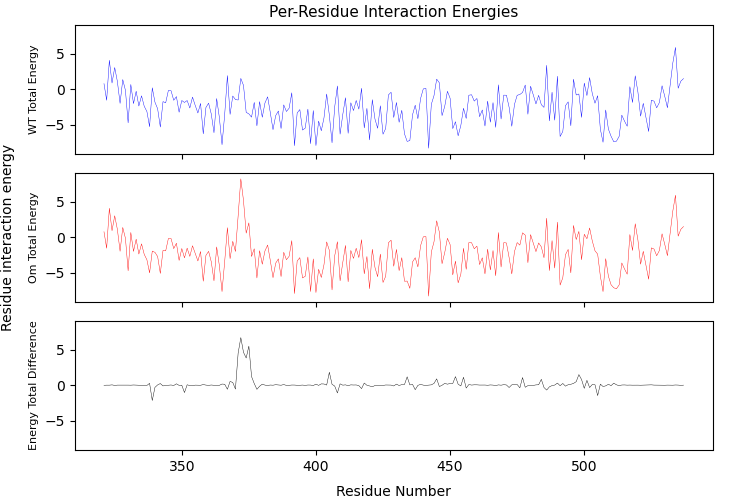 Per-Residue Interaction Energies
Residue interaction energy
WT Total Energy
5
0
−5
Om Total Energy
5
0
−5
Energy Total Difference
5
0
−5
350
400
450
500
Residue Number